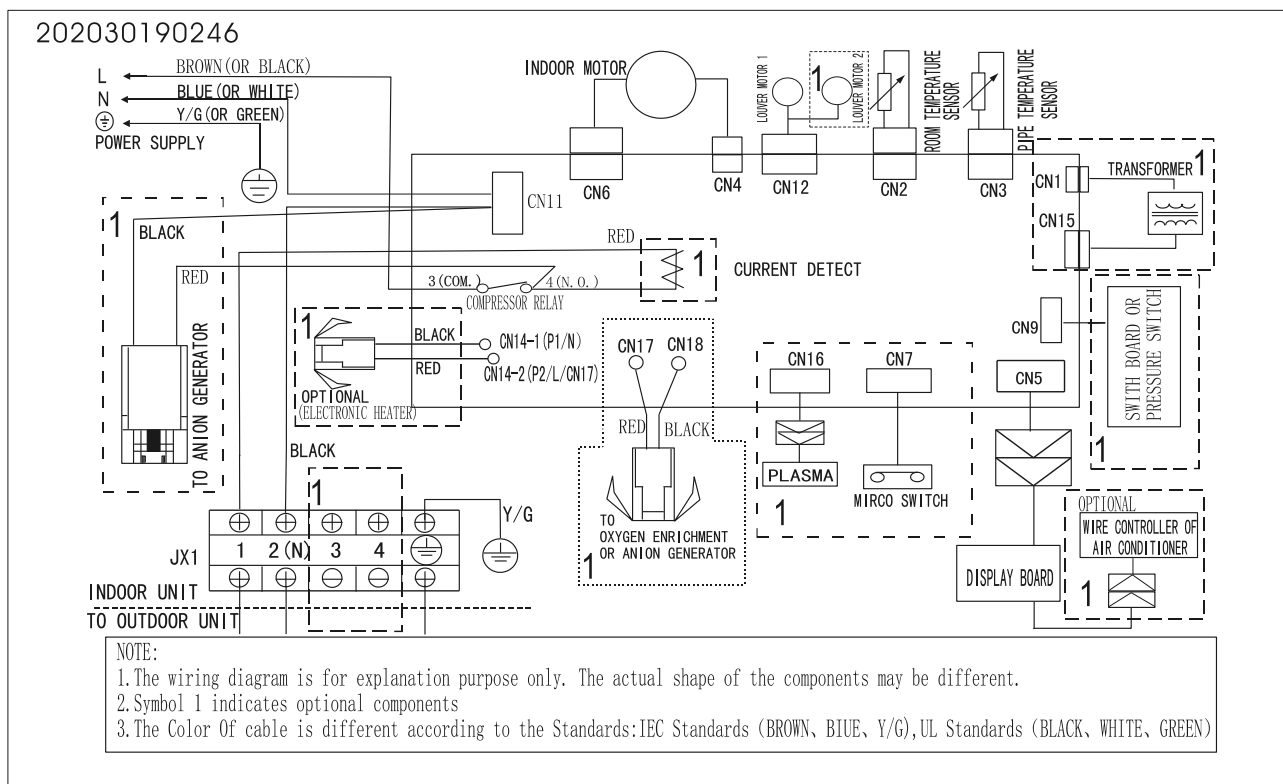 202030190246
L
BROWN(OR BLACK)
N
BLUE(OR WHITE)
Y/G(OR GREEN)
POWER SUPPLY
INDOOR MOTOR
LOUVER MOTOR 1
1
LOUVER MOTOR 2
ROOM TEMPERATURE
SENSOR
PIPE TEMPERATURE
SENSOR
CN6
CN4
CN12
CN2
CN3
CN1
TRANSFORMER
1
CN15
CN11
1
BLACK
RED
TO ANION GENERATOR
RED
1
CURRENT DETECT
3(COM.)
4(N.O.)
COMPRESSOR RELAY
1
BLACK
CN14-1(P1/N)
RED
CN14-2(P2/L/CN17)
OPTIONAL
(ELECTRONIC HEATER)
CN17
CN18
RED
BLACK
TO
OXYGEN ENRICHMENT
OR ANION GENERATOR
1
CN16
CN7
PLASMA
MIRCO SWITCH
1
CN9
SWITH BOARD OR
PRESSURE SWITCH
1
CN5
DISPLAY BOARD
OPTIONAL
WIRE CONTROLLER OF
AIR CONDITIONER
1
BLACK
1
Y/G
JX1
1
2(N)
3
4
INDOOR UNIT
TO OUTDOOR UNIT
NOTE:
1.The wiring diagram is for explanation purpose only. The actual shape of the components may be different.
2.Symbol 1 indicates optional components
3.The Color Of cable is different according to the Standards:IEC Standards (BROWN、BIUE、Y/G),UL Standards (BLACK、WHITE、GREEN)